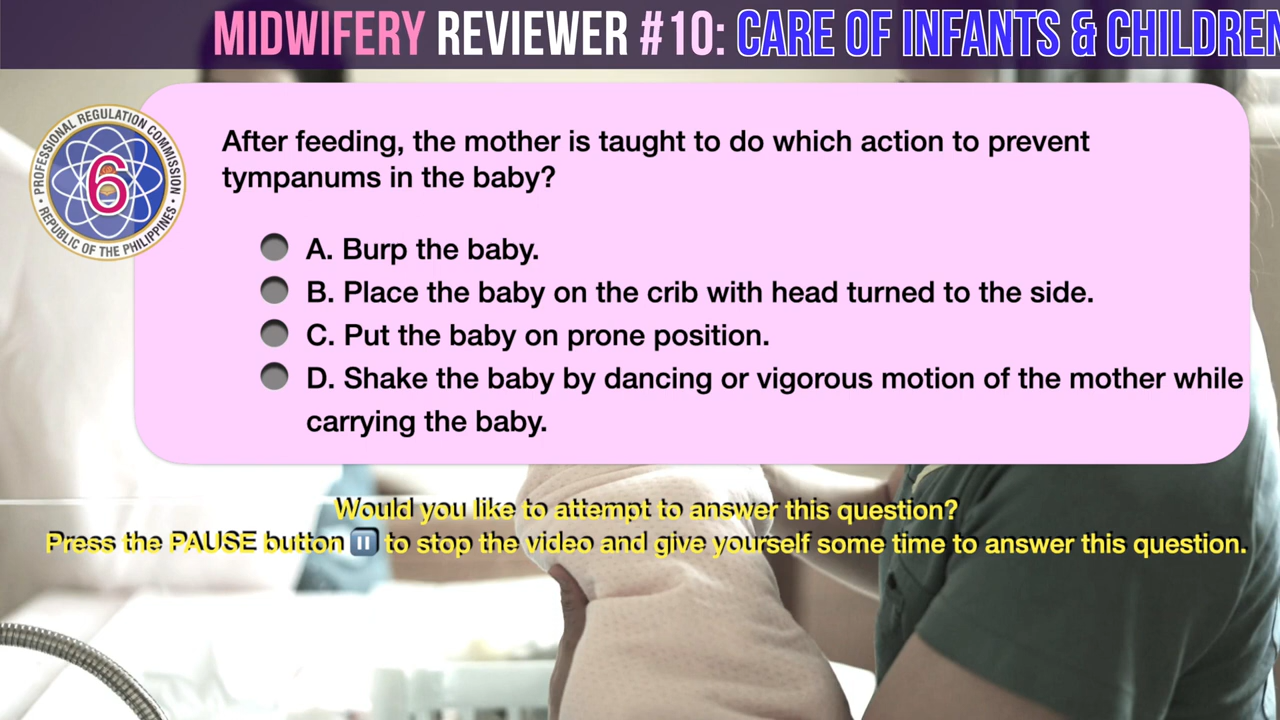 MIDWIFERY REVIEWER #10: CARE OF INFANTS & CHILDREN
PROFESSIONAL REGULATION COMMISSION
6
REPUBLIC OF THE PHILIPPINES
After feeding, the mother is taught to do which action to prevent
tympanums in the baby?
A. Burp the baby.
B. Place the baby on the crib with head turned to the side.
C. Put the baby on prone position.
D. Shake the baby by dancing or vigorous motion of the mother while
carrying the baby.
Would you like to attempt to answer this question?
Press the PAUSE button ⏸ to stop the video and give yourself some time to answer this question.